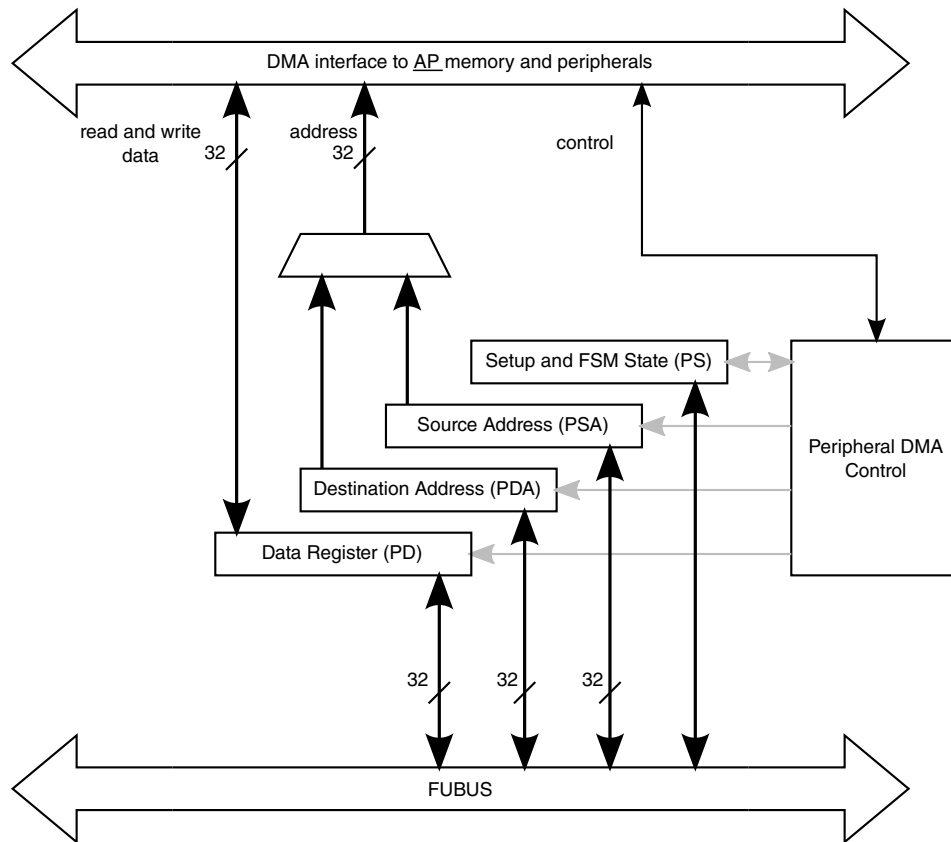 DMA interface to AP memory and peripherals
read and write
data
32
address
32
control
Setup and FSM State (PS)
Source Address (PSA)
Peripheral DMA
Control
Destination Address (PDA)
Data Register (PD)
32
32
32
FUBUS